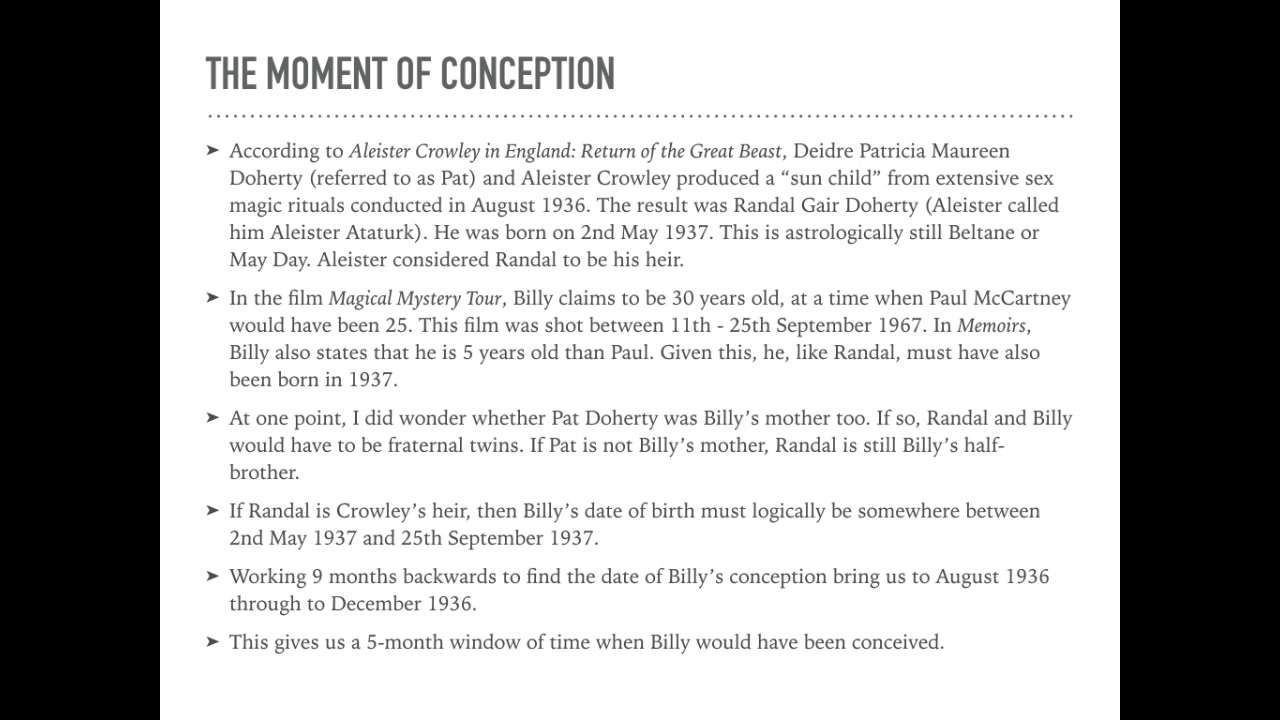 THE MOMENT OF CONCEPTION
➤ According to Aleister Crowley in England: Return of the Great Beast, Deidre Patricia Maureen
Doherty (referred to as Pat) and Aleister Crowley produced a “sun child” from extensive sex
magic rituals conducted in August 1936. The result was Randal Gair Doherty (Aleister called
him Aleister Ataturk). He was born on 2nd May 1937. This is astrologically still Beltane or
May Day. Aleister considered Randal to be his heir.
➤ In the film Magical Mystery Tour, Billy claims to be 30 years old, at a time when Paul McCartney
would have been 25. This film was shot between 11th - 25th September 1967. In Memoirs,
Billy also states that he is 5 years old than Paul. Given this, he, like Randal, must have also
been born in 1937.
➤ At one point, I did wonder whether Pat Doherty was Billy’s mother too. If so, Randal and Billy
would have to be fraternal twins. If Pat is not Billy’s mother, Randal is still Billy’s half-
brother.
➤ If Randal is Crowley’s heir, then Billy’s date of birth must logically be somewhere between
2nd May 1937 and 25th September 1937.
➤ Working 9 months backwards to find the date of Billy’s conception bring us to August 1936
through to December 1936.
➤ This gives us a 5-month window of time when Billy would have been conceived.